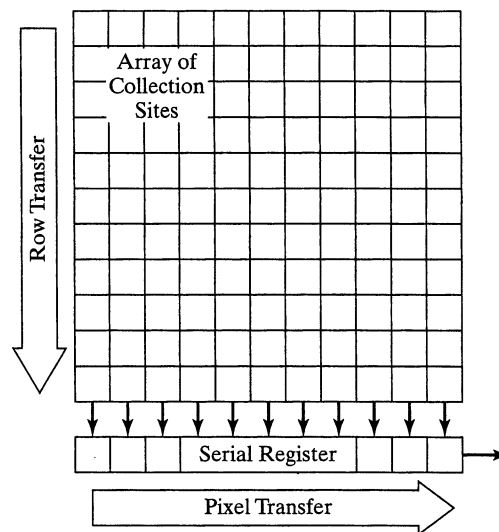 Array of
Collection
Sites
Row Transfer
Serial Register
Pixel Transfer